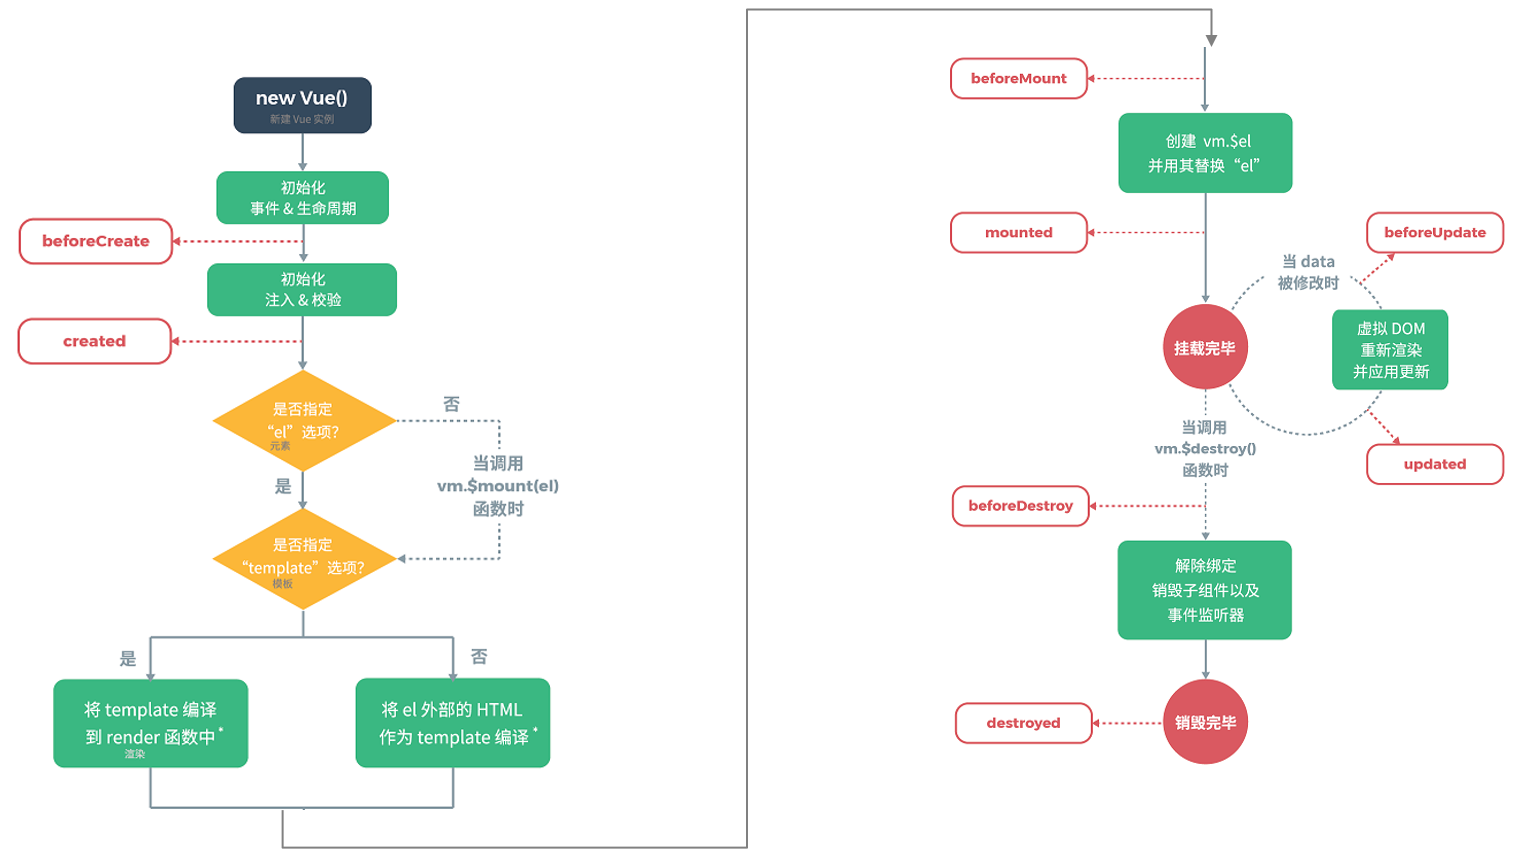 new Vue()
新建 Vue 实例
初始化
事件 & 生命周期
beforeCreate
初始化
注入 & 校验
created
是否指定
“el” 选项?
元素
否
是
当调用
vm.$mount(el)
函数时
是否指定
“template” 选项?
模板
是
否
将 template 编译
到 render 函数中*
渲染
将 el 外部的 HTML
作为 template 编译*
beforeMount
创建 vm.$el
并用其替换 “el”
mounted
beforeUpdate
当 data
被修改时
挂载完毕
虚拟 DOM
重新渲染
并应用更新
当调用
vm.$destroy()
函数时
updated
beforeDestroy
解除绑定
销毁子组件以及
事件监听器
destroyed
销毁完毕